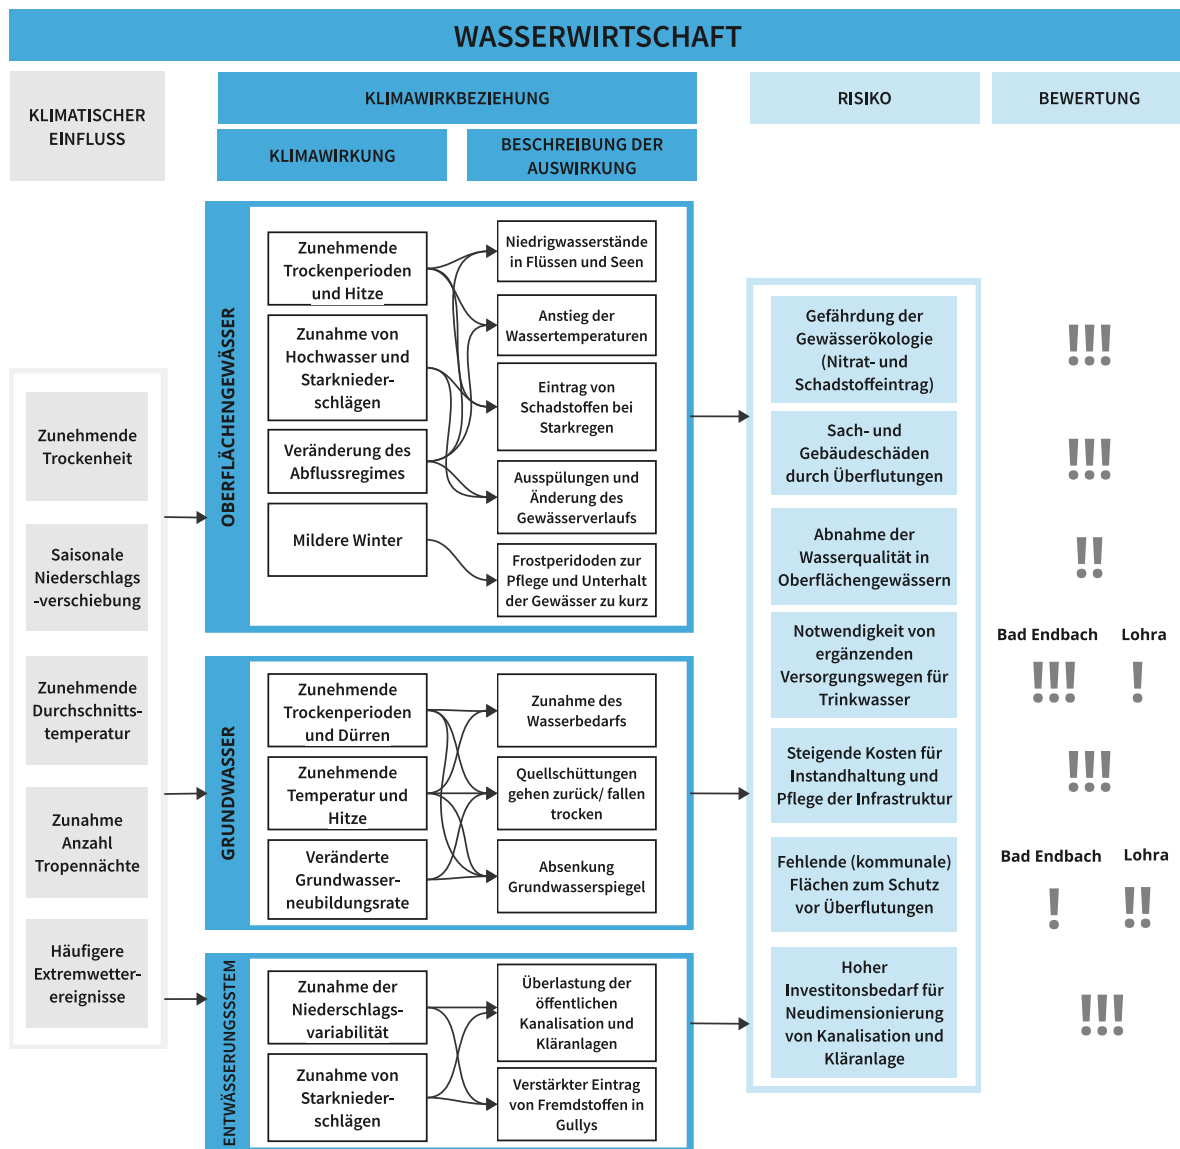 WASSERWIRTSCHAFT
KLIMATISCHER
EINFLUSS
KLIMAWIRKBEZIEHUNG
KLIMAWIRKUNG
BESCHREIBUNG DER
AUSWIRKUNG
RISIKO
BEWERTUNG
Zunehmende
Trockenheit
Saisonale
Niederschlags
-verschiebung
Zunehmende
Durchschnitts-
temperatur
Zunahme
Anzahl
Tropennächte
Häufigere
Extremwetter-
ereignisse
OBERFLÄCHENGEWÄSSER
Zunehmende
Trockenperioden
und Hitze
Zunahme von
Hochwasser und
Starknieder-
schlägen
Veränderung des
Abflussregimes
Mildere Winter
Niedrigwasserstände
in Flüssen und Seen
Anstieg der
Wassertemperaturen
Eintrag von
Schadstoffen bei
Starkregen
Ausspülungen und
Änderung des
Gewässerverlaufs
Frostperidoden zur
Pflege und Unterhalt
der Gewässer zu kurz
GRUNDWASSER
Zunehmende
Trockenperioden
und Dürren
Zunehmende
Temperatur und
Hitze
Veränderte
Grundwasser-
neubildungsrate
Zunahme des
Wasserbedarfs
Quellschüttungen
gehen zurück/ fallen
trocken
Absenkung
Grundwasserspiegel
ENTWÄSSERUNGSSSTEM
Zunahme der
Niederschlags-
variabilität
Zunahme von
Starknieder-
schlägen
Überlastung der
öffentlichen
Kanalisation und
Kläranlagen
Verstärkter Eintrag
von Fremdstoffen in
Gullys
Gefährdung der
Gewässerökologie
(Nitrat- und
Schadstoffeintrag)
!!!
Sach- und
Gebäudeschäden
durch Überflutungen
!!!
Abnahme der
Wasserqualität in
Oberflächengewässern
!!
Notwendigkeit von
ergänzenden
Versorgungswegen für
Trinkwasser
Bad Endbach Lohra
!!! !
Steigende Kosten für
Instandhaltung und
Pflege der Infrastruktur
!!!
Fehlende (kommunale)
Flächen zum Schutz
vor Überflutungen
Bad Endbach Lohra
! !!
Hoher
Investitonsbedarf für
Neudimensionierung
von Kanalisation und
Kläranlage
!!!